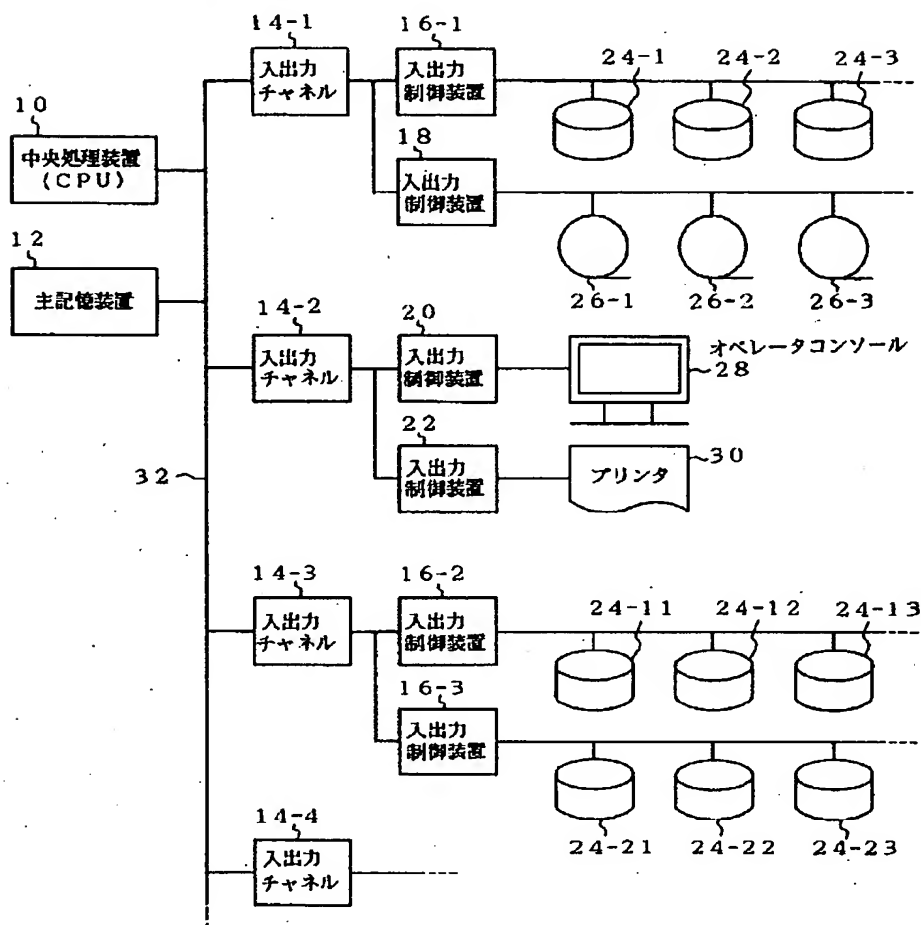 14-1
16-1
入出力
チャネル
入出力
制御装置
24-1
24-2
24-3
10
中央処理装置
(CPU)
18
入出力
制御装置
12
主記憶装置
26-1
26-2
26-3
14-2
20
入出力
チャネル
入出力
制御装置
オペレータコンソール
28
22
入出力
制御装置
プリンタ
30
32
14-3
16-2
入出力
チャネル
入出力
制御装置
24-11
24-12
24-13
16-3
入出力
制御装置
24-21
24-22
24-23
14-4
入出力
チャネル